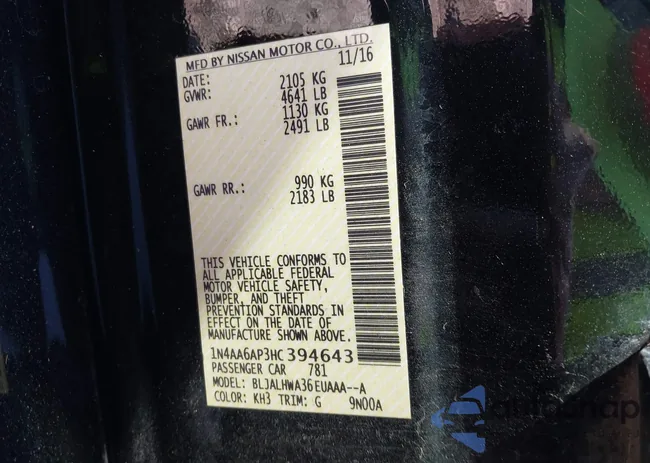 MFD BY NISSAN MOTOR CO., LTD.
DATE: 11/16
GVWR: 2105 KG
4641 LB
GAWR FR.: 1130 KG
2491 LB
GAWR RR.: 990 KG
2183 LB
THIS VEHICLE CONFORMS TO
ALL APPLICABLE FEDERAL
MOTOR VEHICLE SAFETY,
BUMPER, AND THEFT
PREVENTION STANDARDS IN
EFFECT ON THE DATE OF
MANUFACTURE SHOWN ABOVE.
1N4AA6AP3HC394643
PASSENGER CAR 781
MODEL: BLJALHWA36EUAAA--A
COLOR: KH3 TRIM: G 9N00A
autosnap